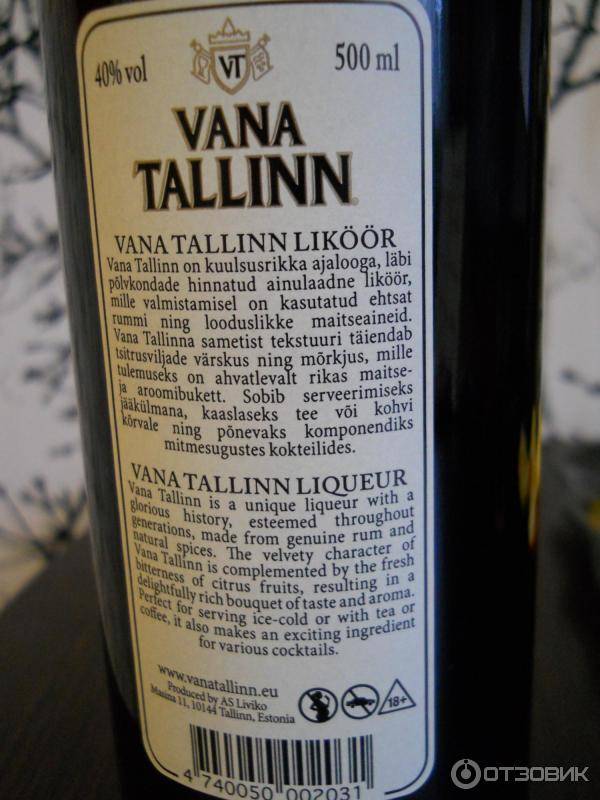 40% vol
VT
500 ml
VANA
TALLINN
VANA TALLINN LIKÖÖR
Vana Tallinn on kuulsusrikka ajalooga, läbi
põlvkondade hinnatud ainulaadne liköör,
mille valmistamisel on kasutatud ehtsat
rummi ning looduslikke maitseaineid.
Vana Tallinna sametist tekstuuri täiendab
tsitrusviljade värskus ning mõrkjus, mille
tulemuseks on ahvatlevalt rikas maitse-
ja aroomibukett. Sobib serveerimiseks
jääkülmana, kaaslaseks tee või kohvi
kõrvale ning põnevaks komponendiks
mitmesugustes kokteilides.
VANA TALLINN LIQUEUR
Vana Tallinn is a unique liqueur with a
glorious history, esteemed throughout
generations, made from genuine rum and
natural spices. The velvety character of
Vana Tallinn is complemented by the fresh
bitterness of citrus fruits, resulting in a
delightfully rich bouquet of taste and aroma.
Perfect for serving ice-cold or with tea or
coffee, it also makes an exciting ingredient
for various cocktails.
www.vanatallinn.eu
Produced by AS Liviko
Masina 11, 10144 Tallinn, Estonia
18+
4 740050 002031
ОТЗОВИК